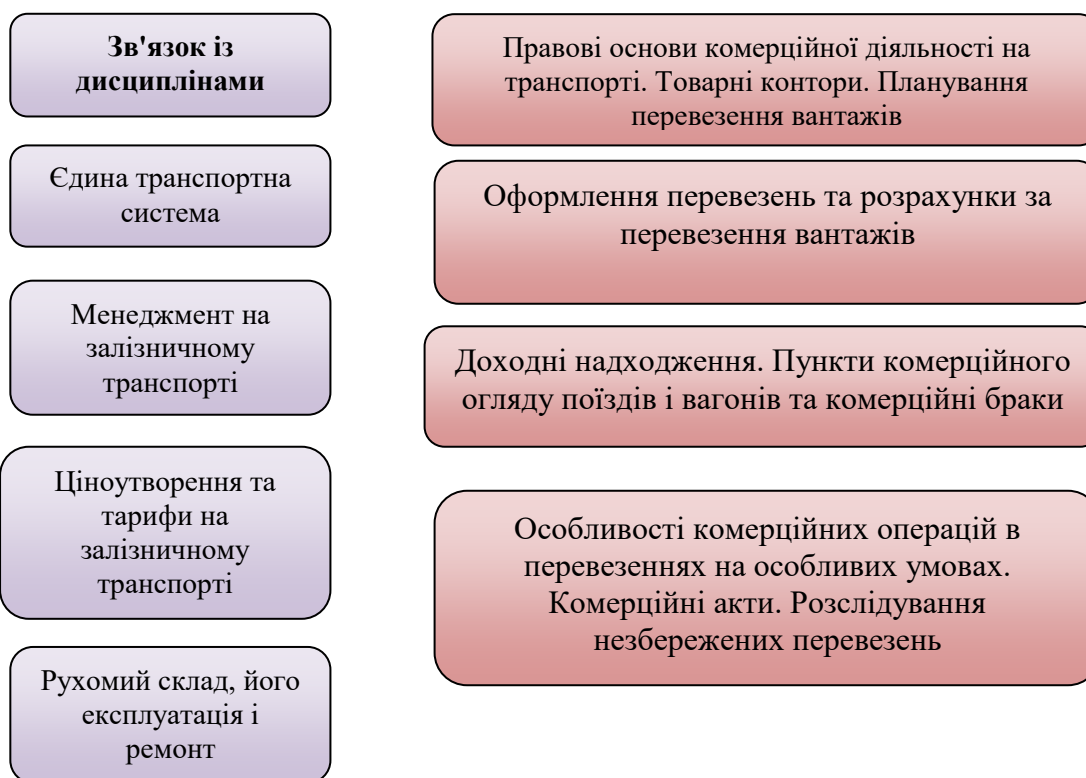 Зв'язок із
дисциплінами
Єдина транспортна
система
Менеджмент на
залізничному
транспорті
Ціноутворення та
тарифи на
залізничному
транспорті
Рухомий склад, його
експлуатація і
ремонт
Правові основи комерційної діяльності на
транспорті. Товарні контори. Планування
перевезення вантажів
Оформлення перевезень та розрахунки за
перевезення вантажів
Доходні надходження. Пункти комерційного
огляду поїздів і вагонів та комерційні браки
Особливості комерційних операцій в
перевезеннях на особливих умовах.
Комерційні акти. Розслідування
незбережених перевезень